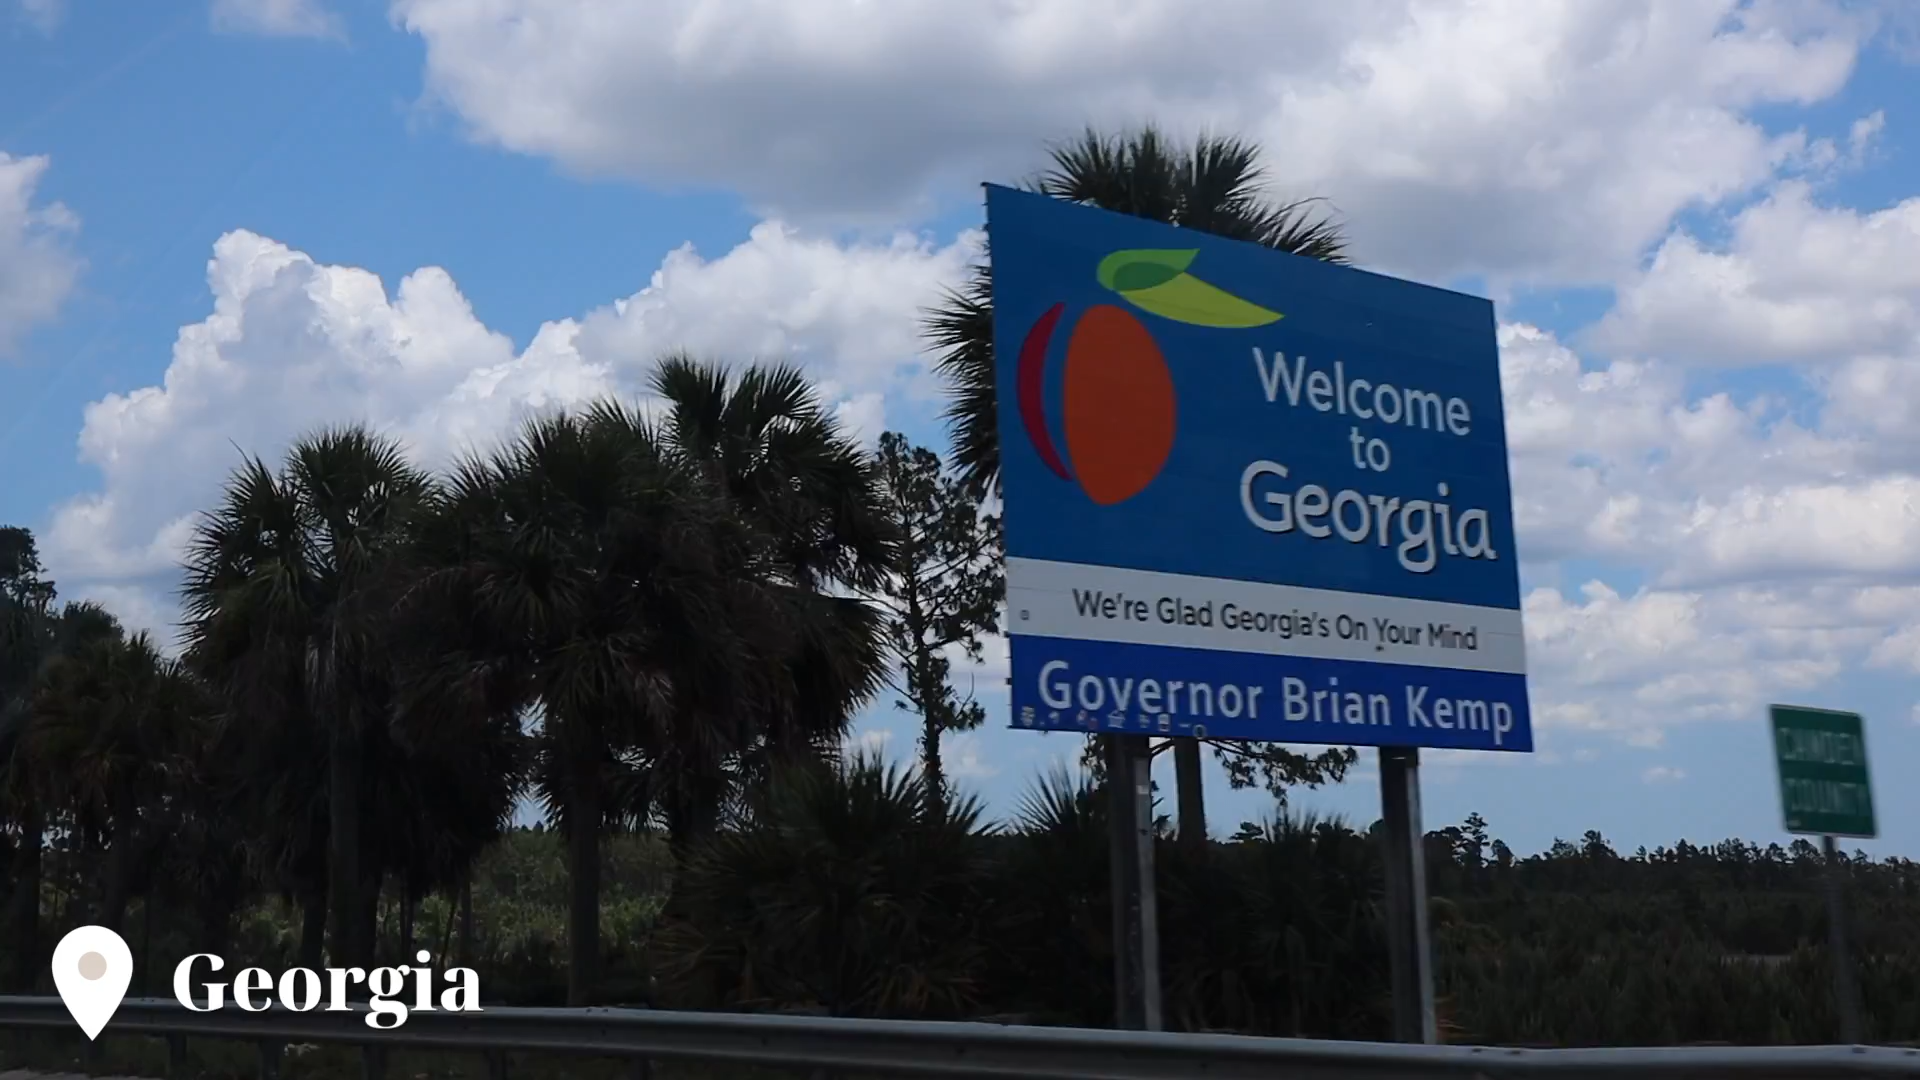 Welcome
to
Georgia
We're Glad Georgia's On Your Mind
Governor Brian Kemp
CAMDEN
COUNTY
Georgia